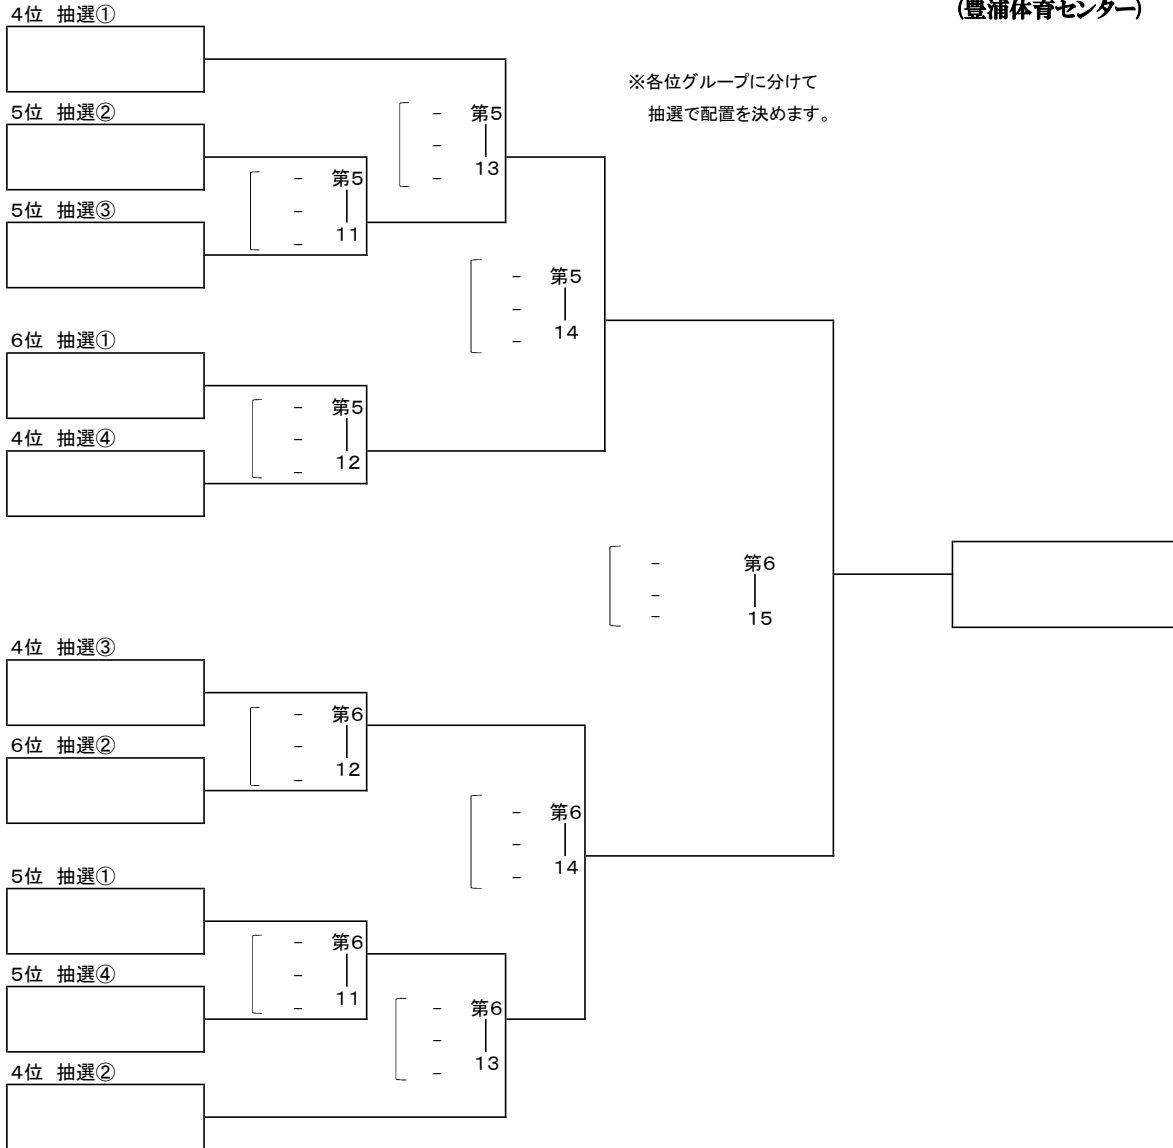 (豊浦体育センター)
4位 抽選①
※各位グループに分けて
抽選で配置を決めます。
5位 抽選②
- 第5
-
- 13
- 第5
-
- 11
5位 抽選③
- 第5
-
- 14
6位 抽選①
- 第5
-
- 12
4位 抽選④
- 第6
-
- 15
4位 抽選③
- 第6
-
- 12
6位 抽選②
- 第6
-
- 14
5位 抽選①
- 第6
-
- 11
5位 抽選④
- 第6
-
- 13
4位 抽選②